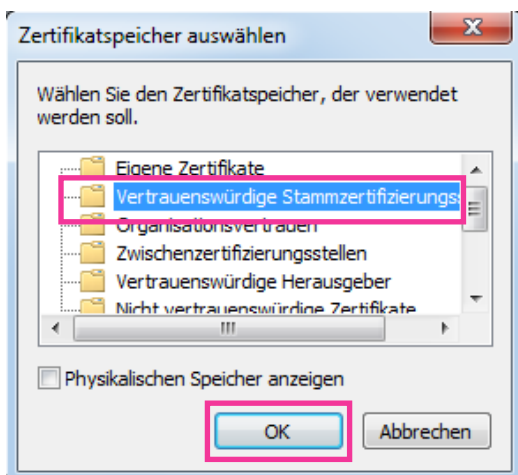 Zertifikatspeicher auswählen
Wählen Sie den Zertifikatspeicher, der verwendet
werden soll.
Eigene Zertifikate
Vertrauenswürdige Stammzertifizierungss
Organisationsvertrauen
Zwischenzertifizierungsstellen
Vertrauenswürdige Herausgeber
Nicht vertrauenswürdige Zertifikate
Physikalischen Speicher anzeigen
OK
Abbrechen